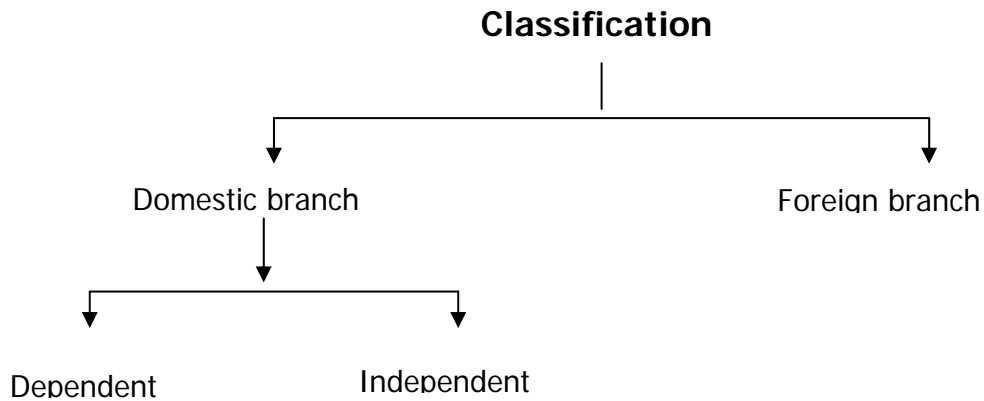 Classification
Domestic branch
Foreign branch
Dependent
Independent